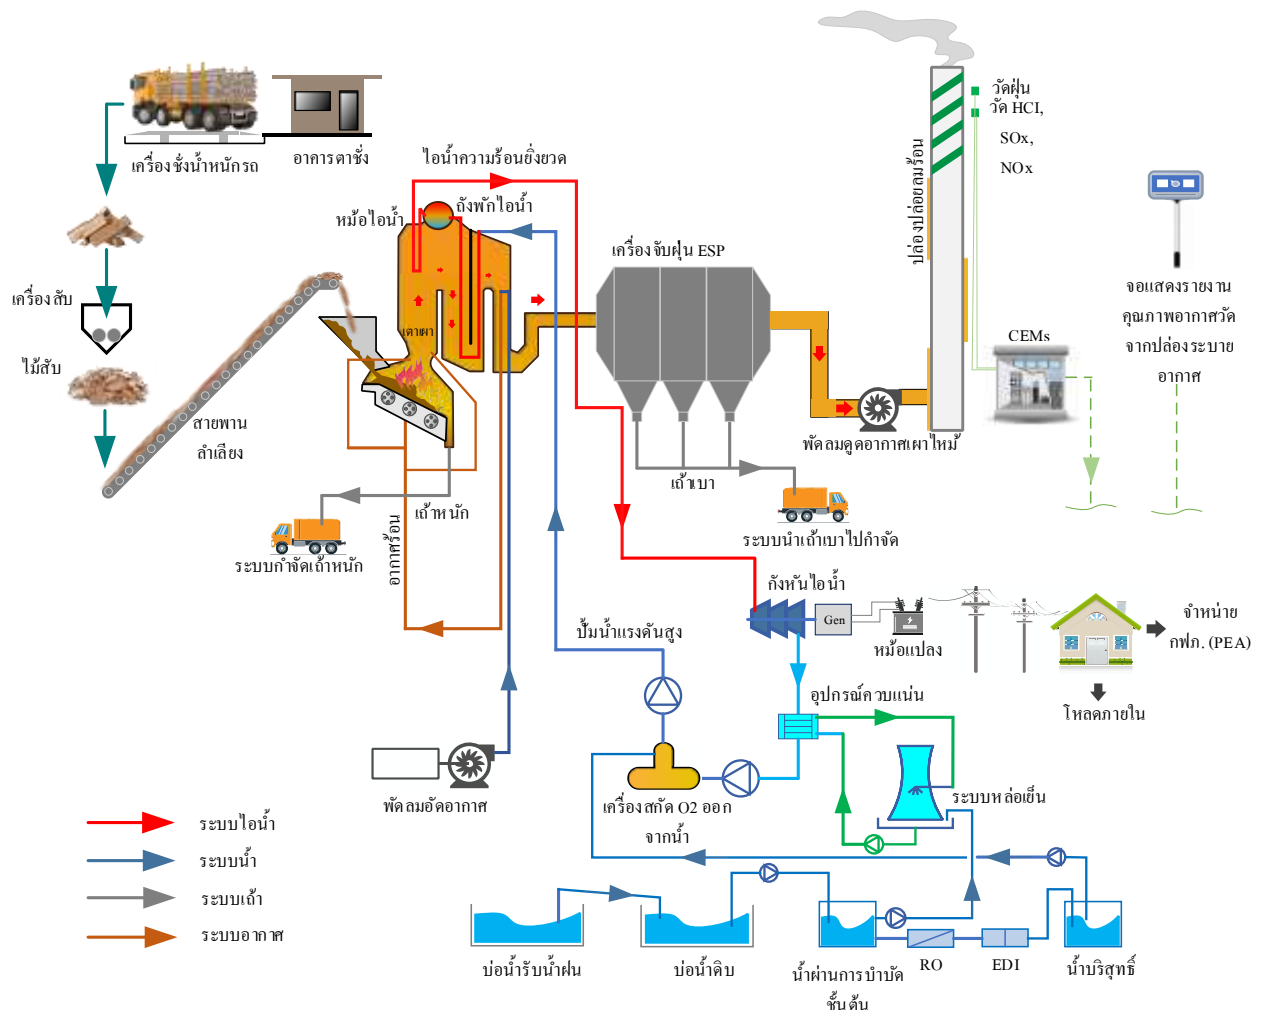 วัดฝุ่น
วัด HCI,
SOx,
NOx
ปล่องปล่อยลมร้อน
เครื่องชั่งน้ำหนักรถ
อาคารตาชั่ง
ไอน้ำความร้อนยิ่งยวด
ถังพักไอน้ำ
หม้อไอน้ำ
เครื่องจับฝุ่น ESP
จอแสดงรายงาน
คุณภาพอากาศวัด
จากปล่องระบาย
อากาศ
เครื่องสับ
เตาเผา
CEMs
ไม้สับ
สายพาน
ลำเลียง
พัดลมดูดอากาศเผาไหม้
เถ้าเบา
เถ้าหนัก
ระบบนำเถ้าเบาไปกำจัด
ระบบกำจัดเถ้าหนัก
อากาศร้อน
กังหันไอน้ำ
Gen
หม้อแปลง
จำหน่าย
กฟภ. (PEA)
ปั้มน้ำแรงดันสูง
อุปกรณ์ควบแน่น
โหลดภายใน
พัดลมอัดอากาศ
เครื่องสกัด O2 ออก
จากน้ำ
ระบบหล่อเย็น
ระบบไอน้ำ
ระบบน้ำ
ระบบเถ้า
ระบบอากาศ
บ่อน้ำรับน้ำฝน
บ่อน้ำดิบ
น้ำผ่านการบำบัด
ชั้นต้น
RO
EDI
น้ำบริสุทธิ์